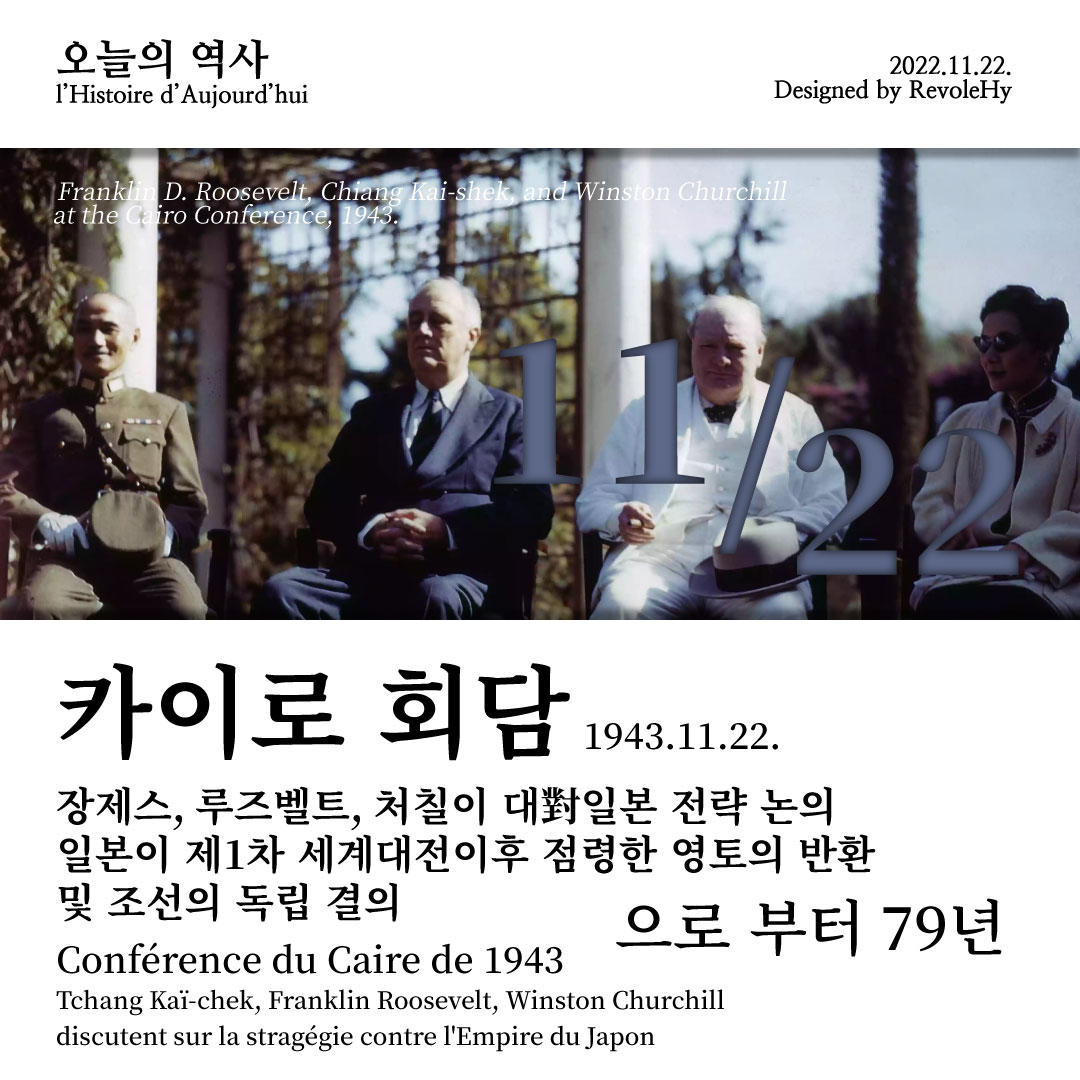 오늘의 역사
l’Histoire d’Aujourd’hui
2022.11.22.
Designed by RevoleHy
Franklin D. Roosevelt, Chiang Kai-shek, and Winston Churchill
at the Cairo Conference, 1943.
11/22
카이로 회담 1943.11.22.
장제스, 루즈벨트, 처칠이 대對일본 전략 논의
일본이 제1차 세계대전이후 점령한 영토의 반환
및 조선의 독립 결의
으로 부터 79년
Conférence du Caire de 1943
Tchang Kaï-chek, Franklin Roosevelt, Winston Churchill
discutent sur la stragégie contre l'Empire du Japon